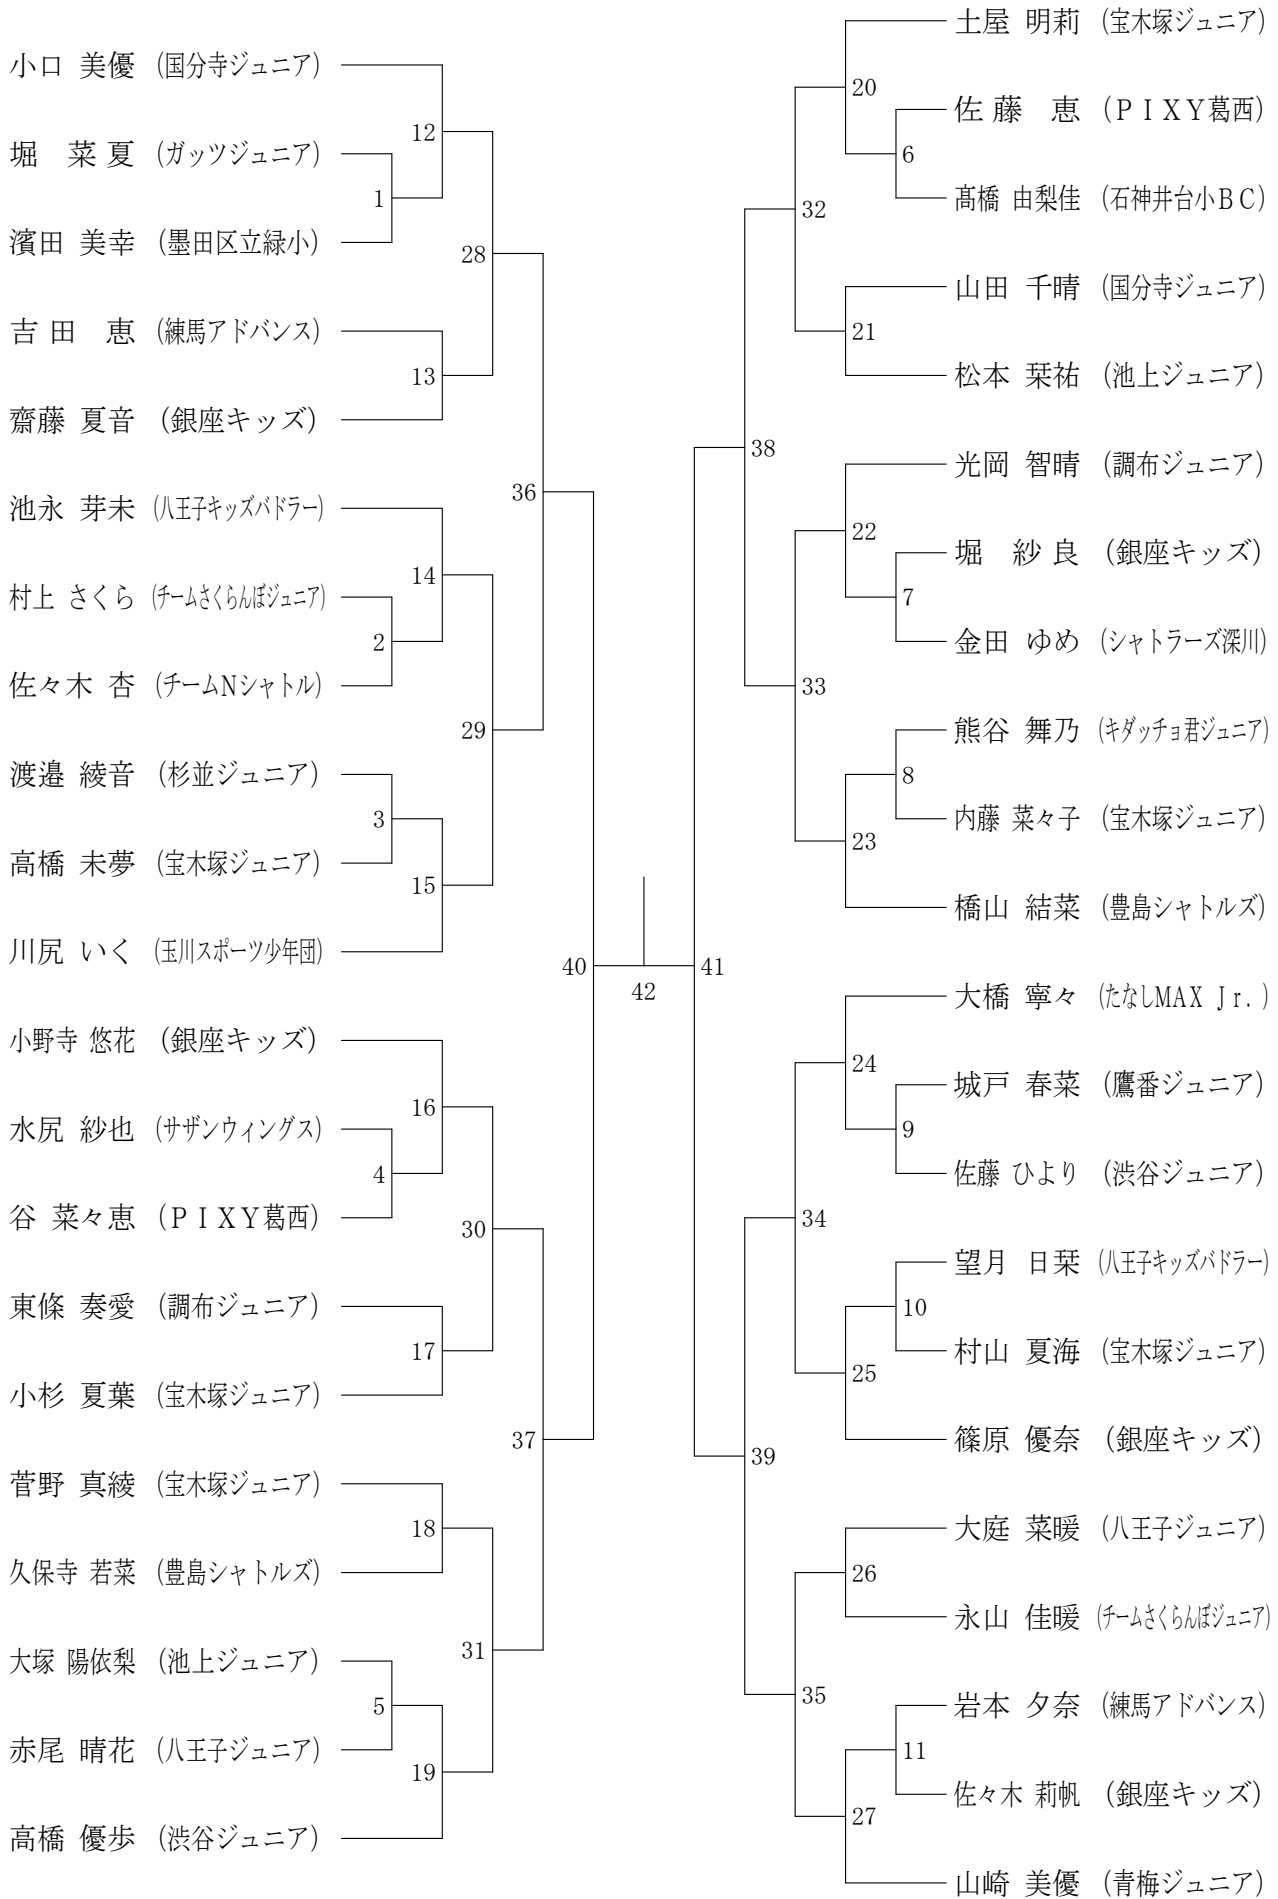 小口 美優 (国分寺ジュニア)
堀 菜夏 (ガッツジュニア)
濱田 美幸 (墨田区立緑小)
吉田 恵 (練馬アドバンス)
齋藤 夏音 (銀座キッズ)
池永 芽未 (八王子キッズバドラー)
村上 さくら (チームさくらんぼジュニア)
佐々木 杏 (チームNシャトル)
渡邉 綾音 (杉並ジュニア)
高橋 未夢 (宝木塚ジュニア)
川尻 いく (玉川スポーツ少年団)
小野寺 悠花 (銀座キッズ)
水尻 紗也 (サザンウィングス)
谷 菜々恵 (ＰＩＸＹ葛西)
東條 奏愛 (調布ジュニア)
小杉 夏葉 (宝木塚ジュニア)
菅野 真綾 (宝木塚ジュニア)
久保寺 若菜 (豊島シャトルズ)
大塚 陽依梨 (池上ジュニア)
赤尾 晴花 (八王子ジュニア)
高橋 優歩 (渋谷ジュニア)
1
2
3
4
5
12
13
14
15
16
17
18
19
28
29
30
31
36
37
40
42
41
38
39
32
33
34
35
20
21
22
23
24
25
26
27
6
7
8
9
10
11
土屋 明莉 (宝木塚ジュニア)
佐藤 恵 (ＰＩＸＹ葛西)
髙橋 由梨佳 (石神井台小ＢＣ)
山田 千晴 (国分寺ジュニア)
松本 栞祐 (池上ジュニア)
光岡 智晴 (調布ジュニア)
堀 紗良 (銀座キッズ)
金田 ゆめ (シャトラーズ深川)
熊谷 舞乃 (キダッチョ君ジュニア)
内藤 菜々子 (宝木塚ジュニア)
橋山 結菜 (豊島シャトルズ)
大橋 寧々 (たなしMAX Ｊｒ.)
城戸 春菜 (鷹番ジュニア)
佐藤 ひより (渋谷ジュニア)
望月 日栞 (八王子キッズバドラー)
村山 夏海 (宝木塚ジュニア)
篠原 優奈 (銀座キッズ)
大庭 菜暖 (八王子ジュニア)
永山 佳暖 (チームさくらんぼジュニア)
岩本 夕奈 (練馬アドバンス)
佐々木 莉帆 (銀座キッズ)
山崎 美優 (青梅ジュニア)